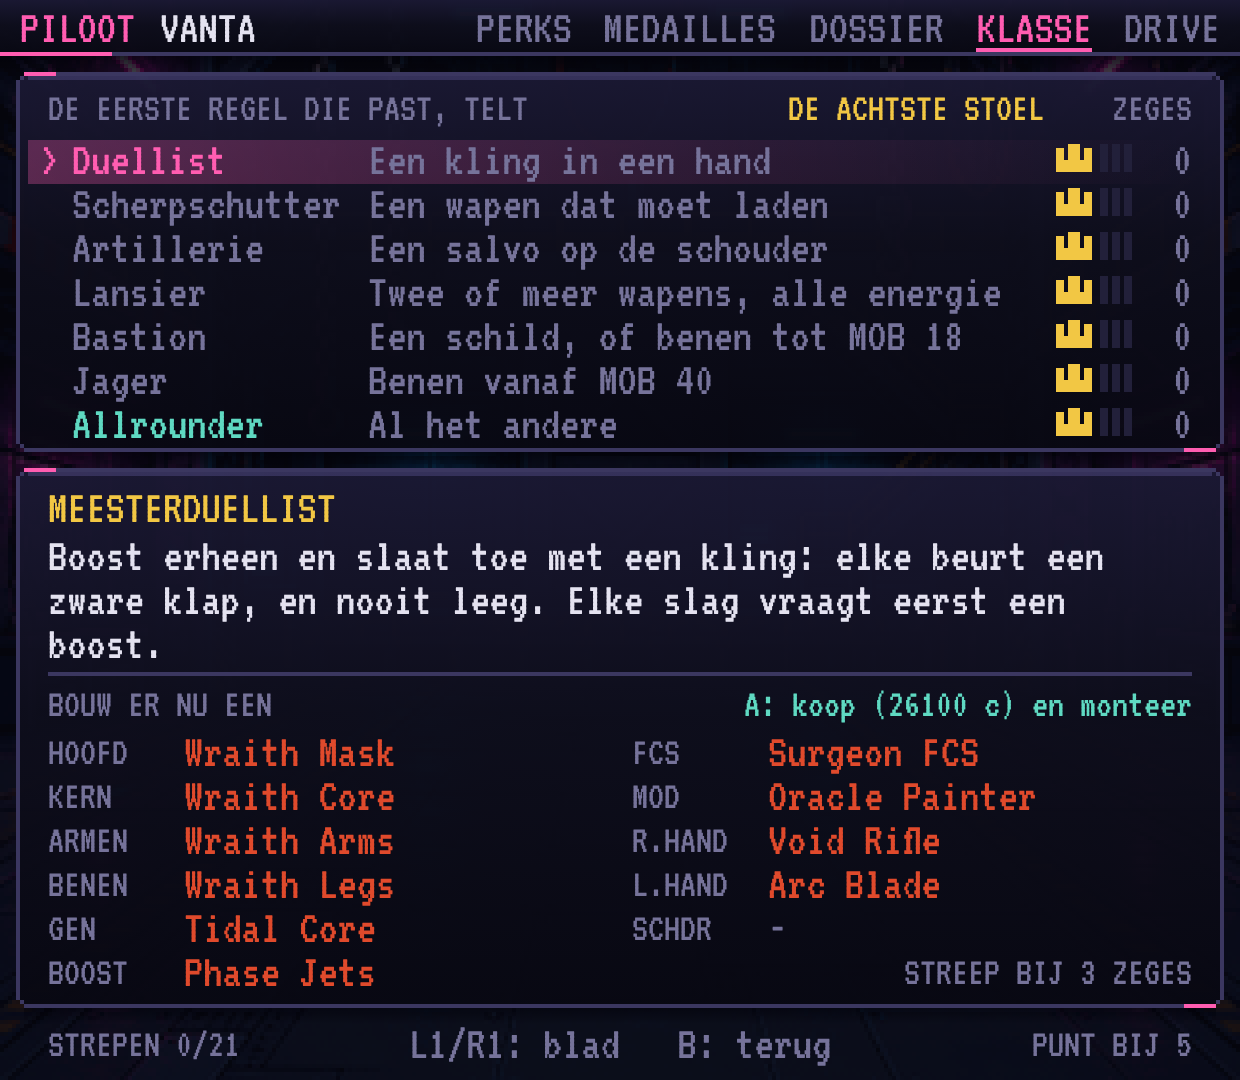 PILOOT VANTA PERKS MEDAILLES DOSSIER KLASSE DRIVE
DE EERSTE REGEL DIE PAST, TELT DE ACHTSTE STOEL ZEGES
> Duellist Een kling in een hand 0
Scherpschutter Een wapen dat moet laden 0
Artillerie Een salvo op de schouder 0
Lansier Twee of meer wapens, alle energie 0
Bastion Een schild, of benen tot MOB 18 0
Jager Benen vanaf MOB 40 0
Allrounder Al het andere 0
MEESTERDUELLIST
Boost erheen en slaat toe met een kling: elke beurt een
zware klap, en nooit leeg. Elke slag vraagt eerst een
boost.
BOUW ER NU EEN A: koop (26100 c) en monteer
HOOFD Wraith Mask FCS Surgeon FCS
KERN Wraith Core MOD Oracle Painter
ARMEN Wraith Arms R.HAND Void Rifle
BENEN Wraith Legs L.HAND Arc Blade
GEN Tidal Core SCHDR -
BOOST Phase Jets STREEP BIJ 3 ZEGES
STREPEN 0/21 L1/R1: blad B: terug PUNT BIJ 5